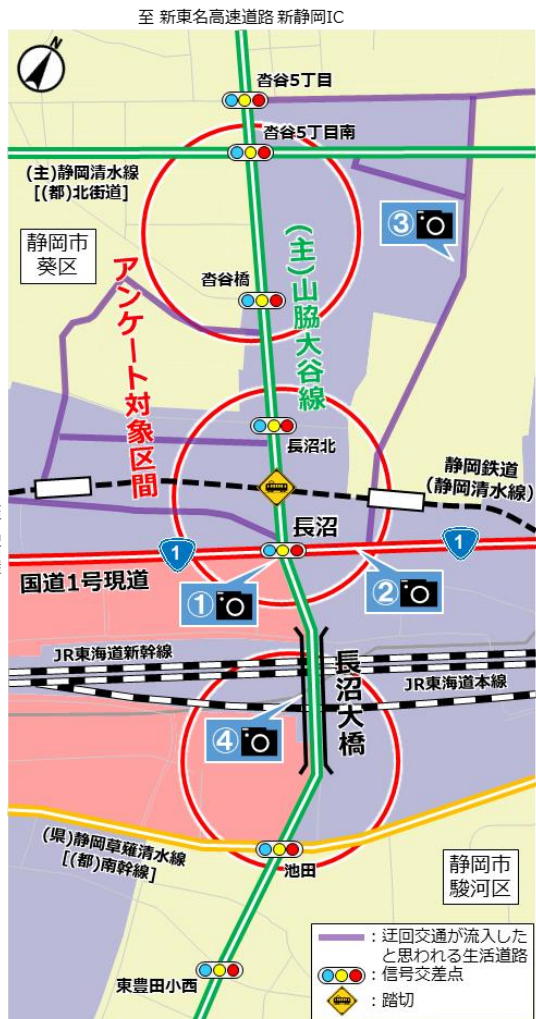 至 新東名高速道路 新静岡IC
N
沓谷5丁目
沓谷5丁目南
(主)静岡清水線
[(都)北街道]
静岡市
葵区
③
(主)山脇大谷線
アンケート対象区間
沓谷橋
長沼北
静岡鉄道
(静岡清水線)
長沼
1
1
国道1号現道
①
②
JR東海道新幹線
JR東海道本線
長沼大橋
④
(県)静岡草薙清水線
[(都)南幹線]
池田
静岡市
駿河区
東豊田小西
:迂回交通が流入した
と思われる生活道路
:信号交差点
:踏切